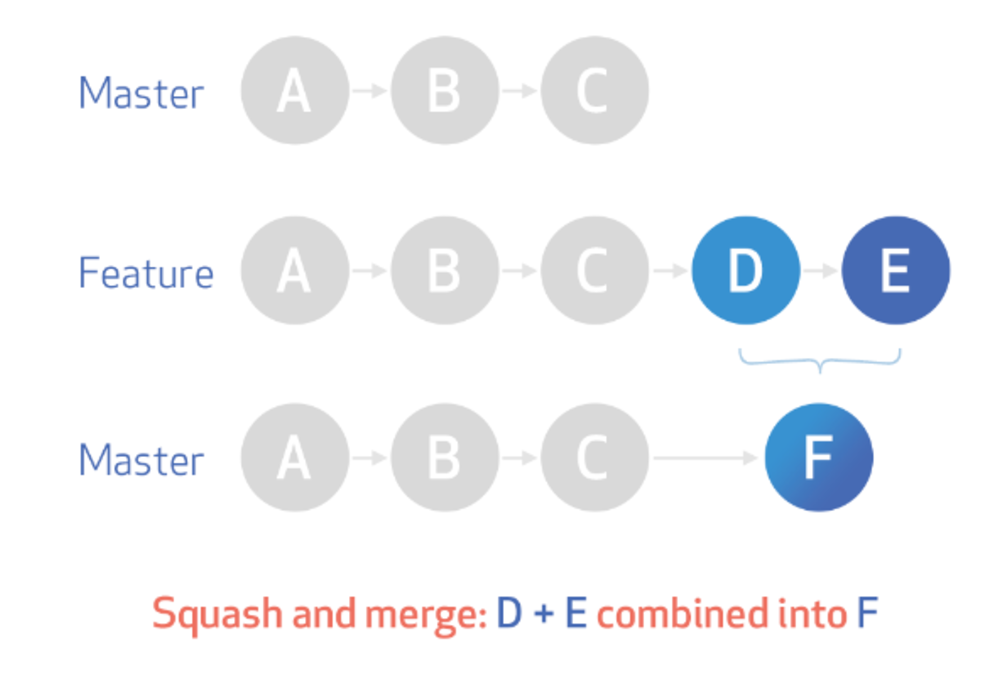 Master A B C
Feature A B C D E
Master A B C F
Squash and merge: D + E combined into F